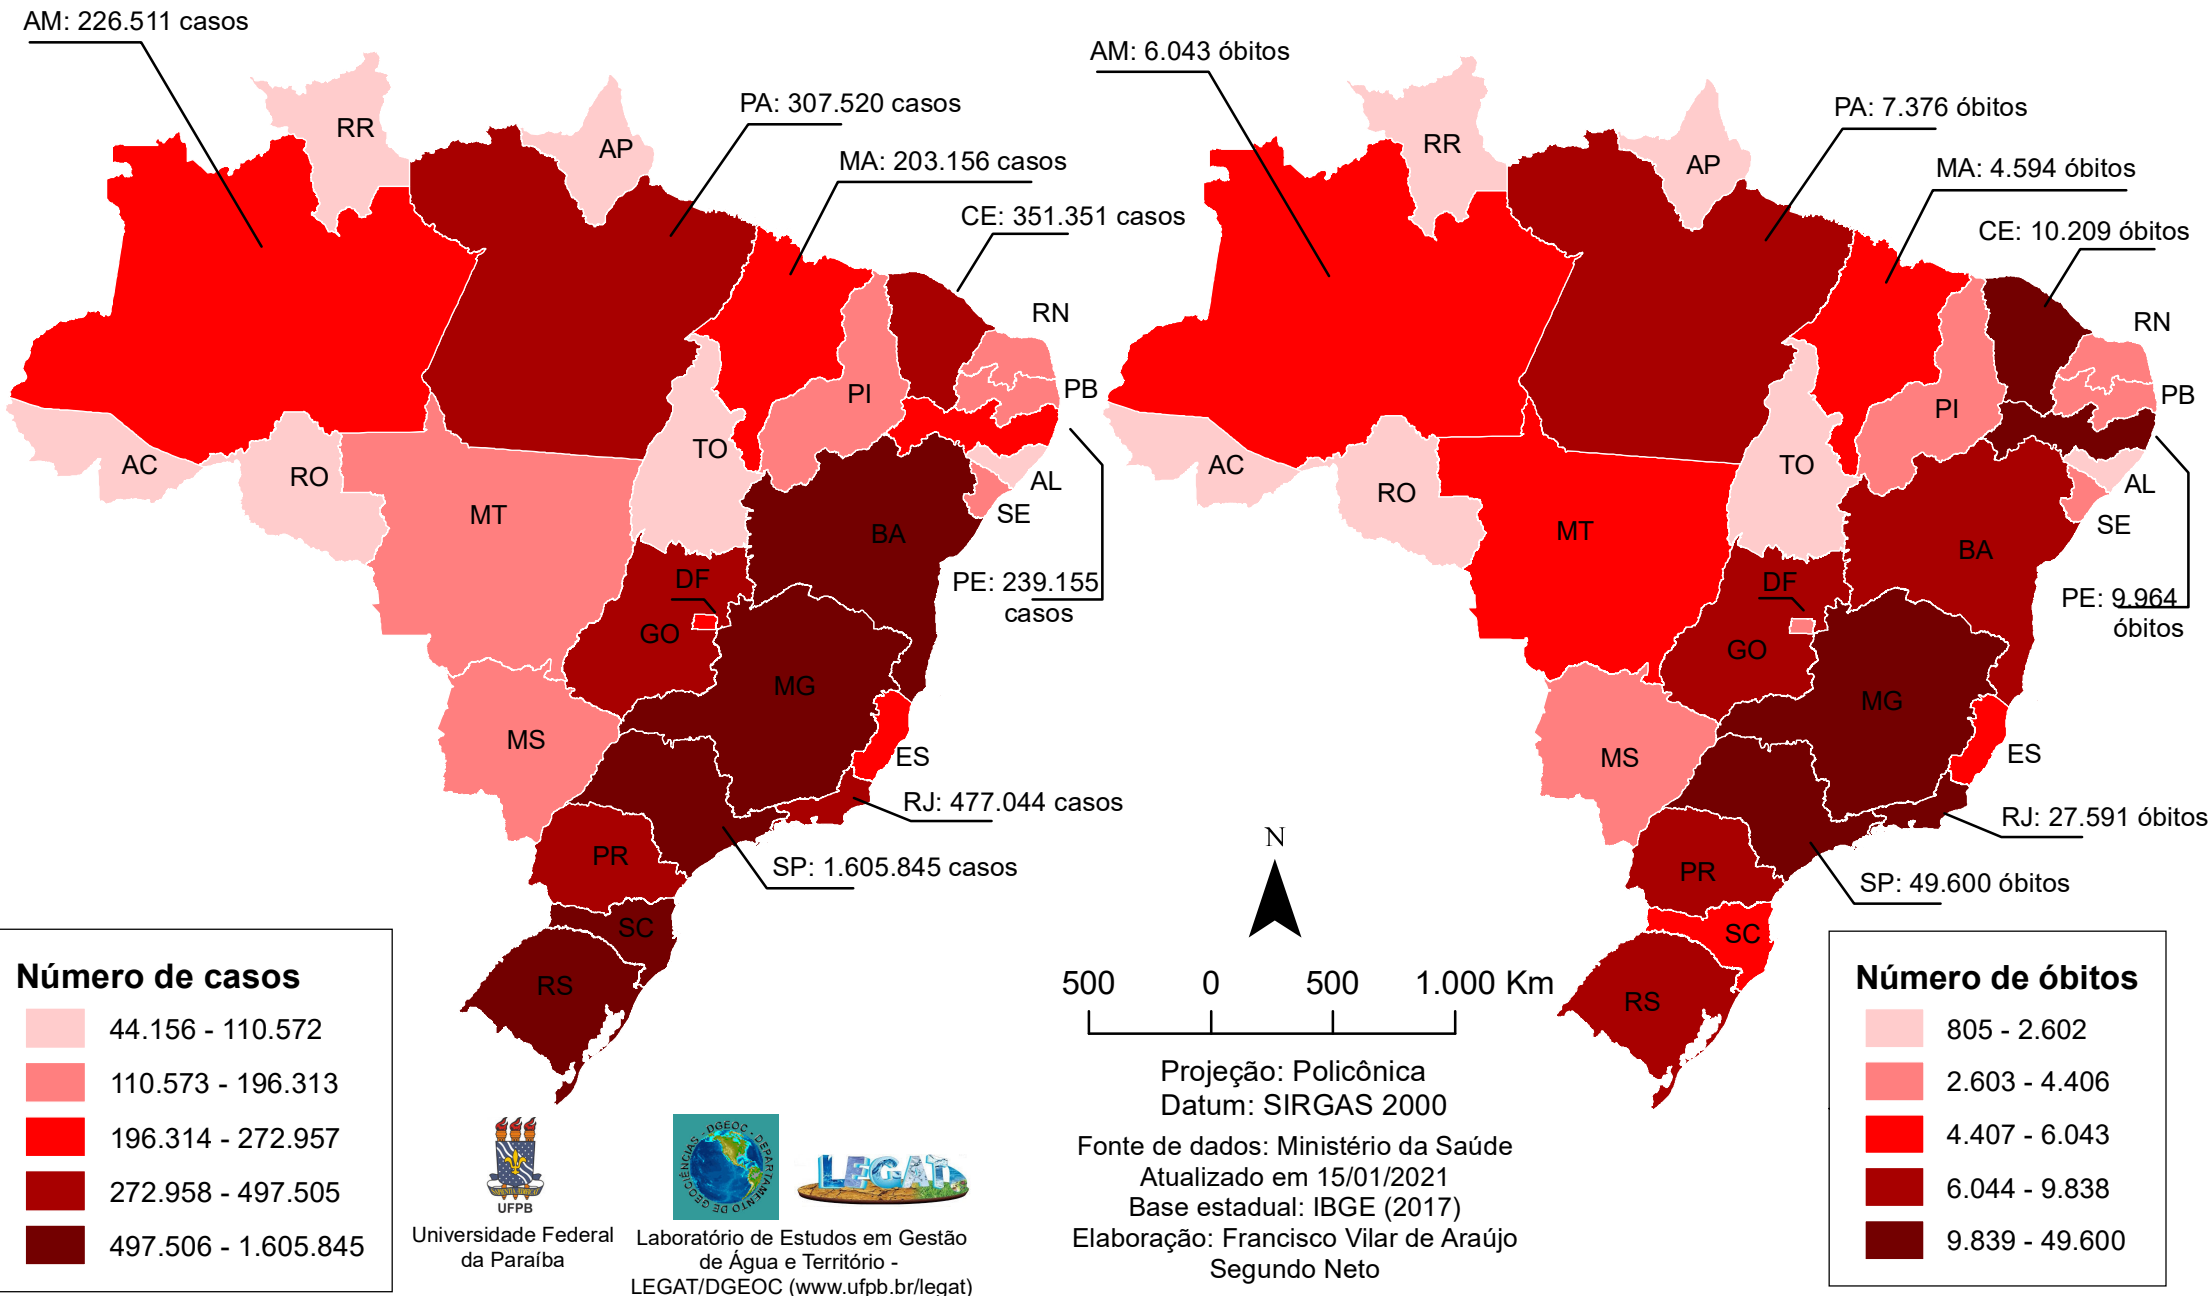 AM: 226.511 casos
RR
AP
PA: 307.520 casos
MA: 203.156 casos
CE: 351.351 casos
RN
PB
PI
TO
AC
RO
MT
AL
SE
BA
PE: 239.155
casos
DF
GO
MG
MS
ES
RJ: 477.044 casos
PR
SP: 1.605.845 casos
SC
RS
Número de casos
44.156 - 110.572
110.573 - 196.313
196.314 - 272.957
272.958 - 497.505
497.506 - 1.605.845
AM: 6.043 óbitos
RR
AP
PA: 7.376 óbitos
MA: 4.594 óbitos
CE: 10.209 óbitos
RN
PB
PI
TO
AC
RO
MT
AL
SE
BA
PE: 9.964
óbitos
DF
GO
MG
MS
ES
RJ: 27.591 óbitos
PR
SP: 49.600 óbitos
SC
RS
Número de óbitos
805 - 2.602
2.603 - 4.406
4.407 - 6.043
6.044 - 9.838
9.839 - 49.600
N
500 0 500 1.000 Km
Projeção: Policônica
Datum: SIRGAS 2000
Fonte de dados: Ministério da Saúde
Atualizado em 15/01/2021
Base estadual: IBGE (2017)
Elaboração: Francisco Vilar de Araújo
Segundo Neto
UFPB
Universidade Federal
da Paraíba
DGEOC - DEPARTAMENTO DE GEOCIÊNCIAS -
LEGAT
Laboratório de Estudos em Gestão
de Água e Território -
LEGAT/DGEOC (www.ufpb.br/legat)